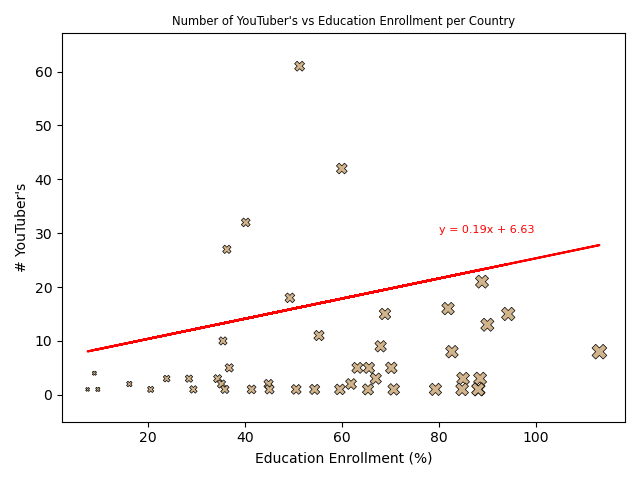 Number of YouTuber's vs Education Enrollment per Country
60
50
40
30
20
10
0
# YouTuber's
y = 0.19x + 6.63
20 40 60 80 100
Education Enrollment (%)